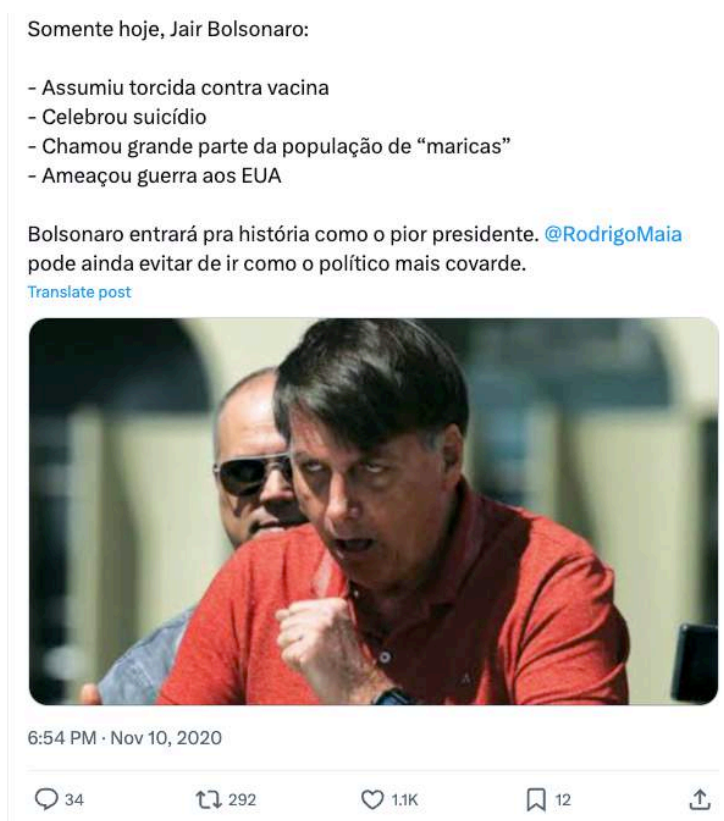 Somente hoje, Jair Bolsonaro:
- Assumiu torcida contra vacina
- Celebrou suicídio
- Chamou grande parte da população de “maricas”
- Ameaçou guerra aos EUA
Bolsonaro entrará pra história como o pior presidente. @RodrigoMaia
pode ainda evitar de ir como o político mais covarde.
Translate post
6:54 PM · Nov 10, 2020
34 292 1.1K 12